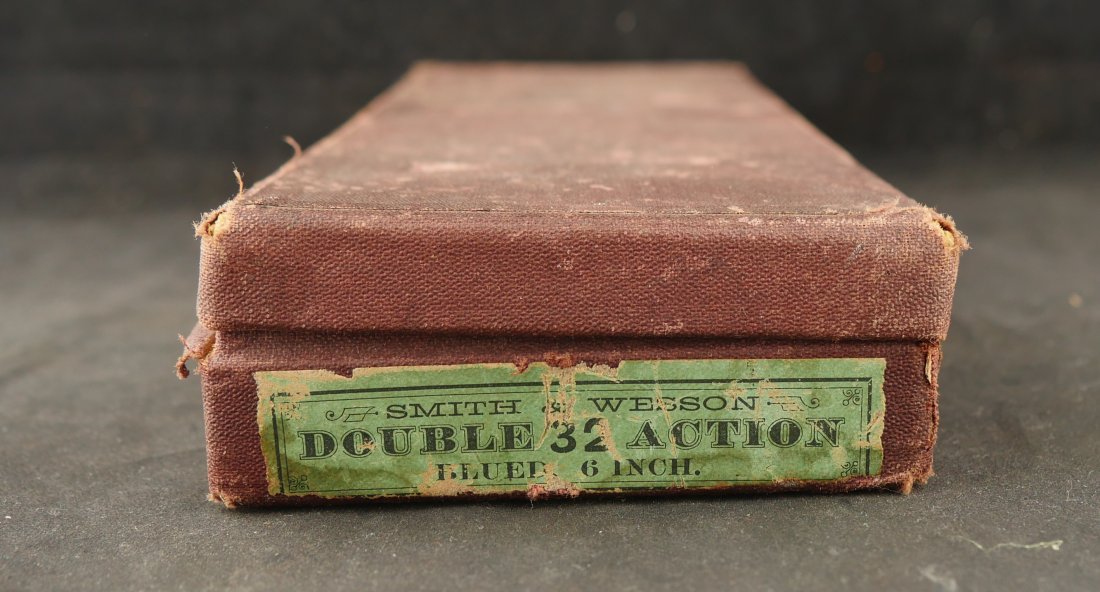 SMITH & WESSON
DOUBLE 32 ACTION
BLUED, 6 INCH.